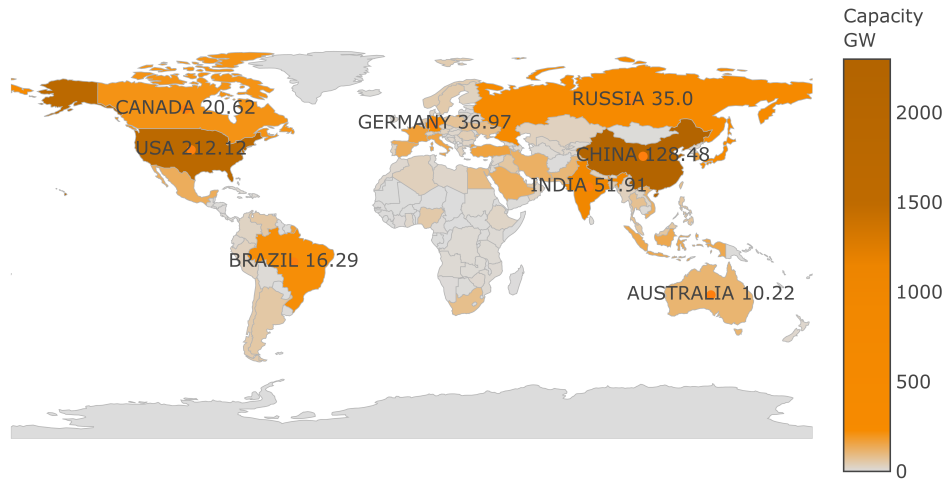 Capacity
GW
2000
1500
1000
500
0
CANADA 20.62
RUSSIA 35.0
GERMANY 36.97
USA 212.12
CHINA 128.48
INDIA 51.91
BRAZIL 16.29
AUSTRALIA 10.22